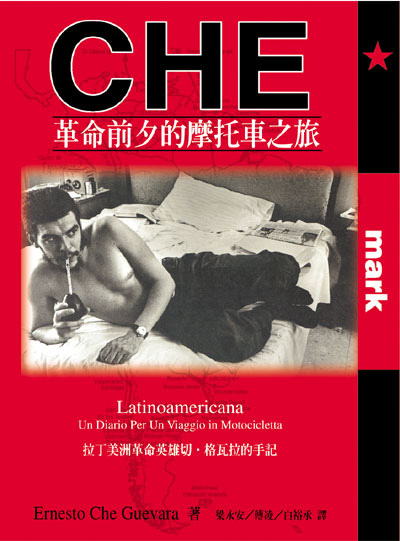 CHE
革命前夕的摩托車之旅
mark
Latinoamericana
Un Diario Per Un Viaggio in Motocicletta
拉丁美洲革命英雄切·格瓦拉的手記
Ernesto Che Guevara 著 梁永安／傅凌／白裕承 譯